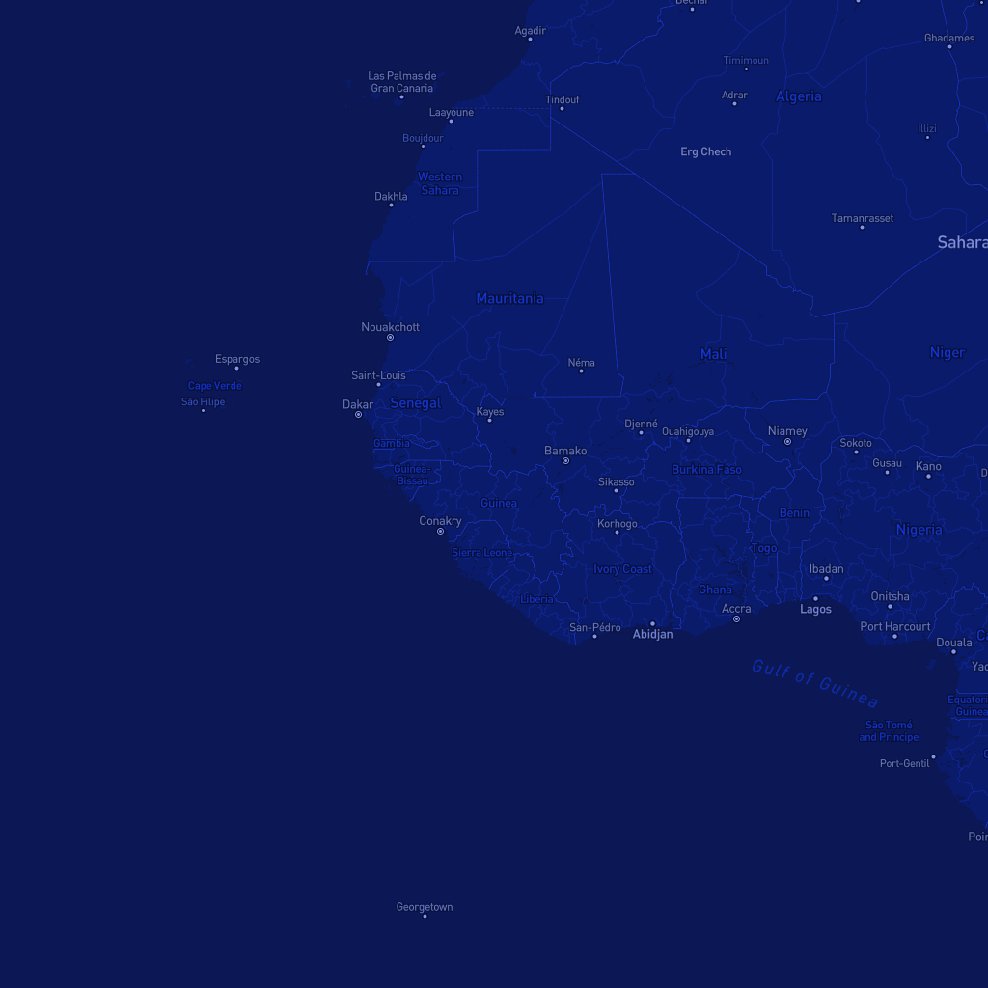 Agadir
Timimoun
Ghadames
Las Palmas de
Gran Canaria
Tindouf
Adrar
Algeria
Laayoune
Illizi
Boujdour
Erg Chech
Western
Sahara
Dakhla
Tamanrasset
Sahara
Mauritania
Nouakchott
Mali
Niger
Espargos
Néma
Saint-Louis
Cape Verde
São Filipe
Dakar
Senegal
Kayes
Djenné
Ouahigouya
Niamey
Gambia
Sokoto
Bamako
Gusau
Kano
Guinea-
Bissau
Burkina Faso
Sikasso
Guinea
Benin
Conakry
Korhogo
Nigeria
Sierra Leone
Togo
Ivory Coast
Ibadan
Ghana
Liberia
Onitsha
Accra
Lagos
San-Pédro
Abidjan
Port Harcourt
Douala
Gulf of Guinea
São Tomé
and Príncipe
Guinea
Port-Gentil
Georgetown